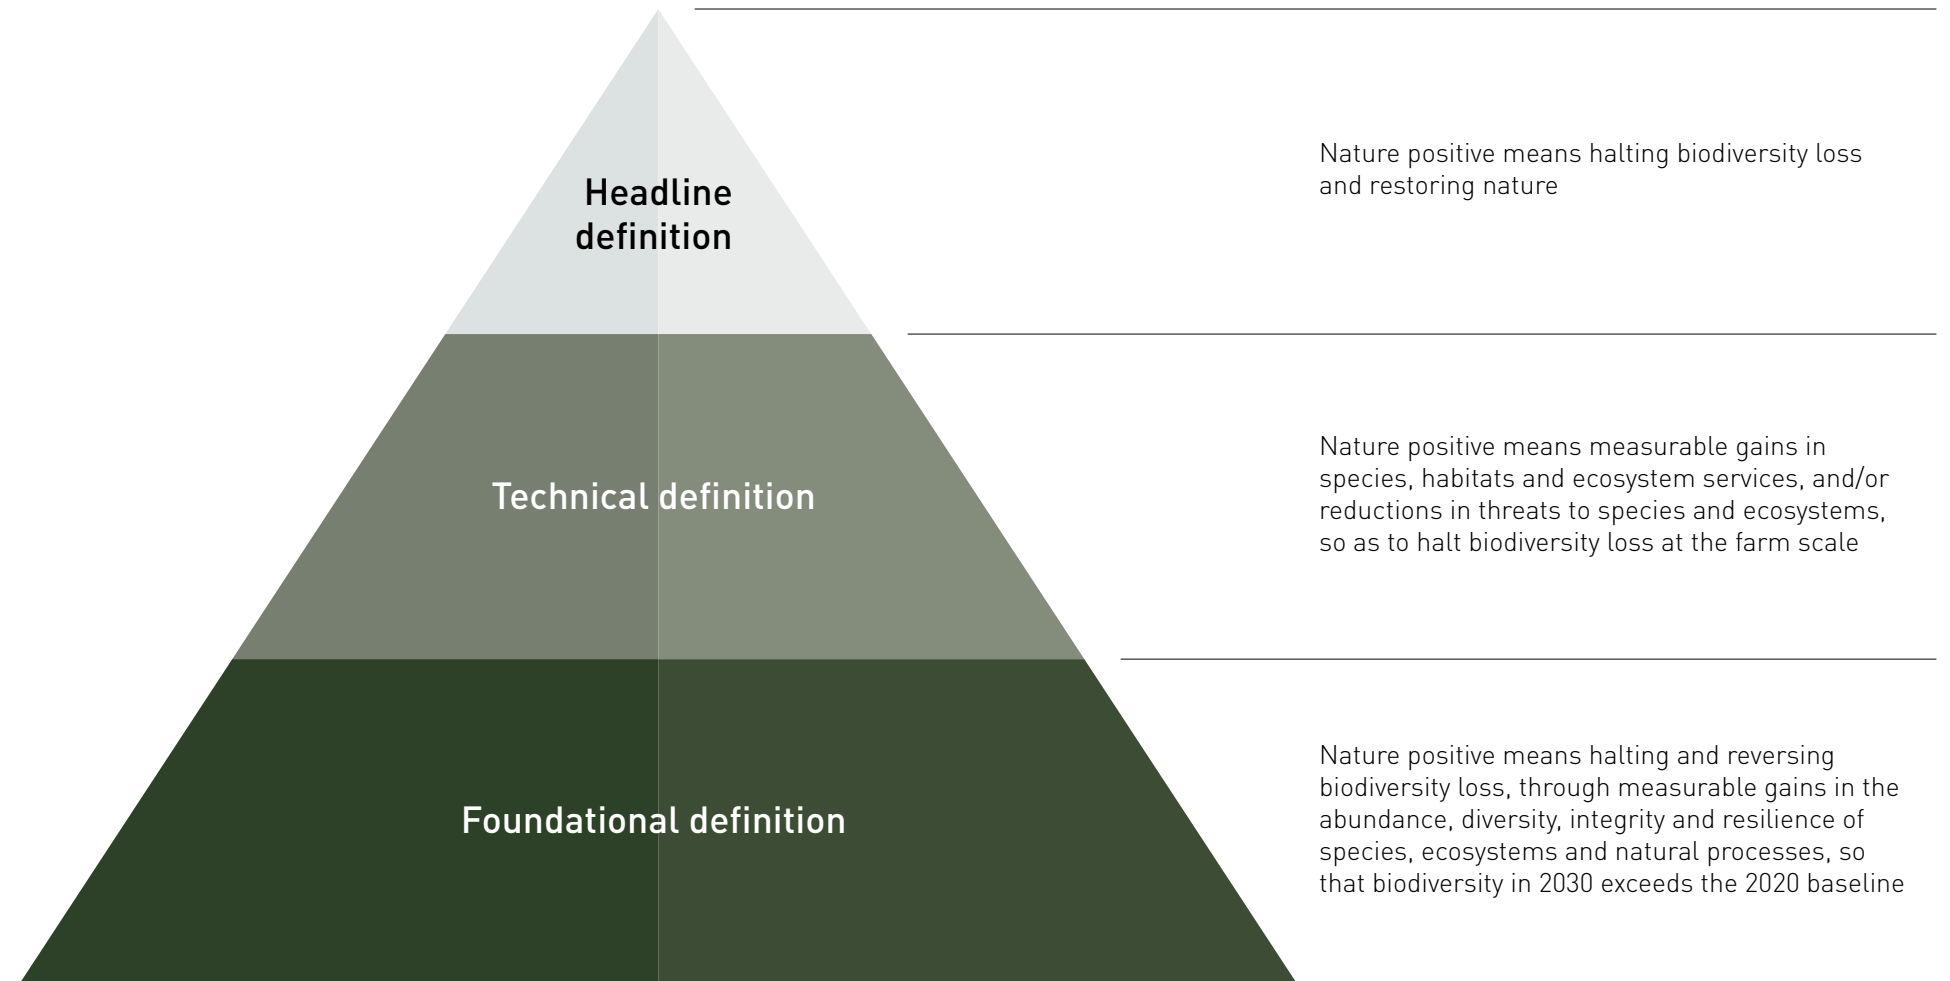 Headline
definition
Nature positive means halting biodiversity loss
and restoring nature
Technical definition
Nature positive means measurable gains in
species, habitats and ecosystem services, and/or
reductions in threats to species and ecosystems,
so as to halt biodiversity loss at the farm scale
Foundational definition
Nature positive means halting and reversing
biodiversity loss, through measurable gains in the
abundance, diversity, integrity and resilience of
species, ecosystems and natural processes, so
that biodiversity in 2030 exceeds the 2020 baseline